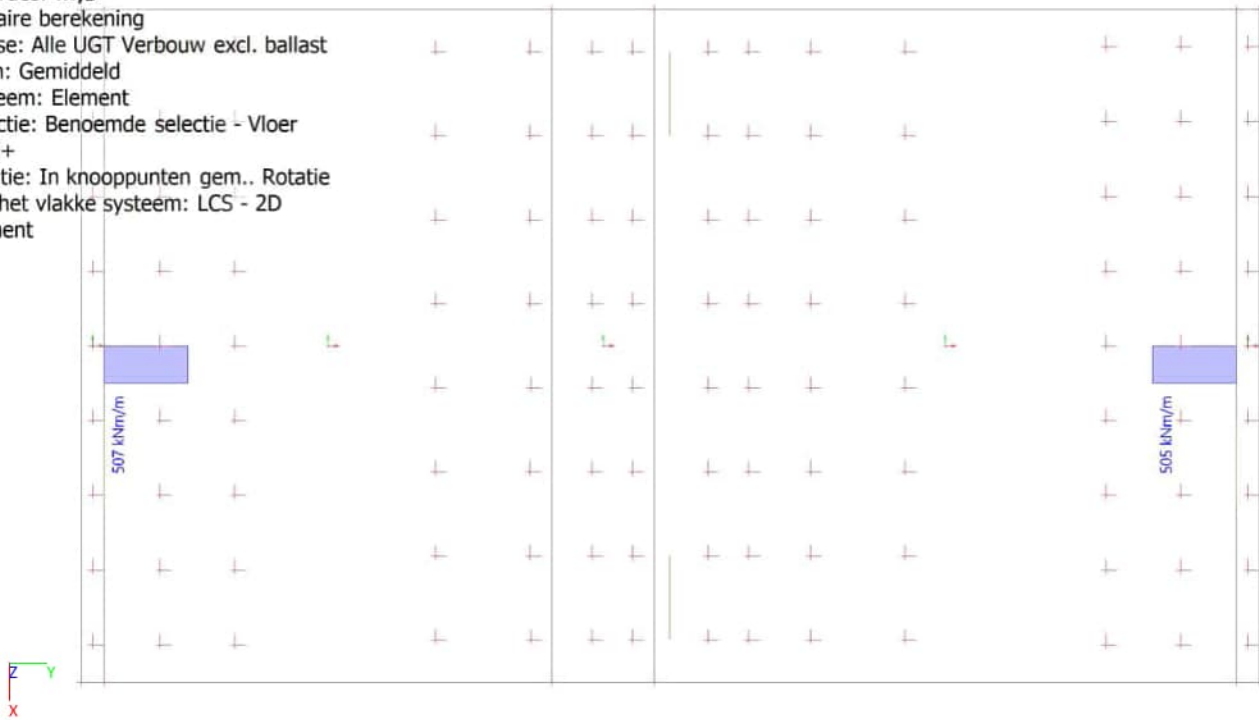 aire berekening
se: Alle UGT Verbouw excl. ballast
: Gemiddeld
eem: Element
ctie: Benoemde selectie - Vloer
+
tie: In knooppunten gem.. Rotatie
het vlakke systeem: LCS - 2D
ent
507 kNm/m
505 kNm/m
Z Y
X